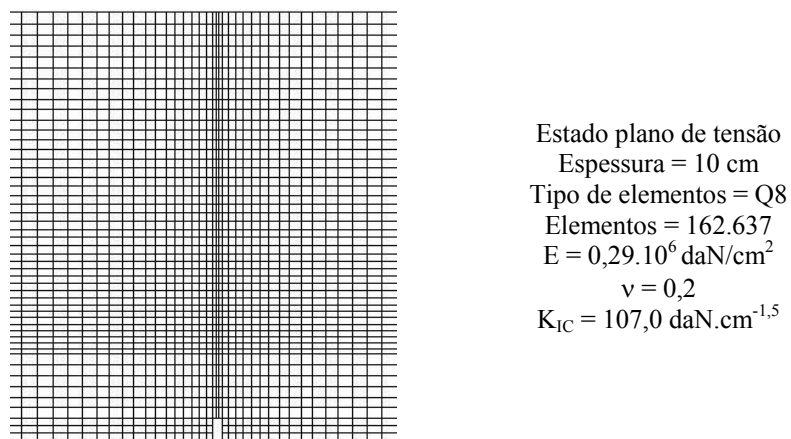 Estado plano de tensão
Espessura = 10 cm
Tipo de elementos = Q8
Elementos = 162.637
E = 0,29.10⁶ daN/cm²
ν = 0,2
K_IC = 107,0 daN.cm⁻¹,⁵